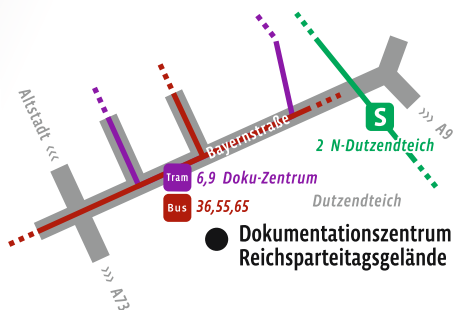 Altstadt <<<
Bayernstraße
S
>>> A9
2 N-Dutzendteich
Tram 6,9 Doku-Zentrum
Bus 36,55,65
Dutzendteich
Dokumentationszentrum
Reichsparteitagsgelände
>>> A73